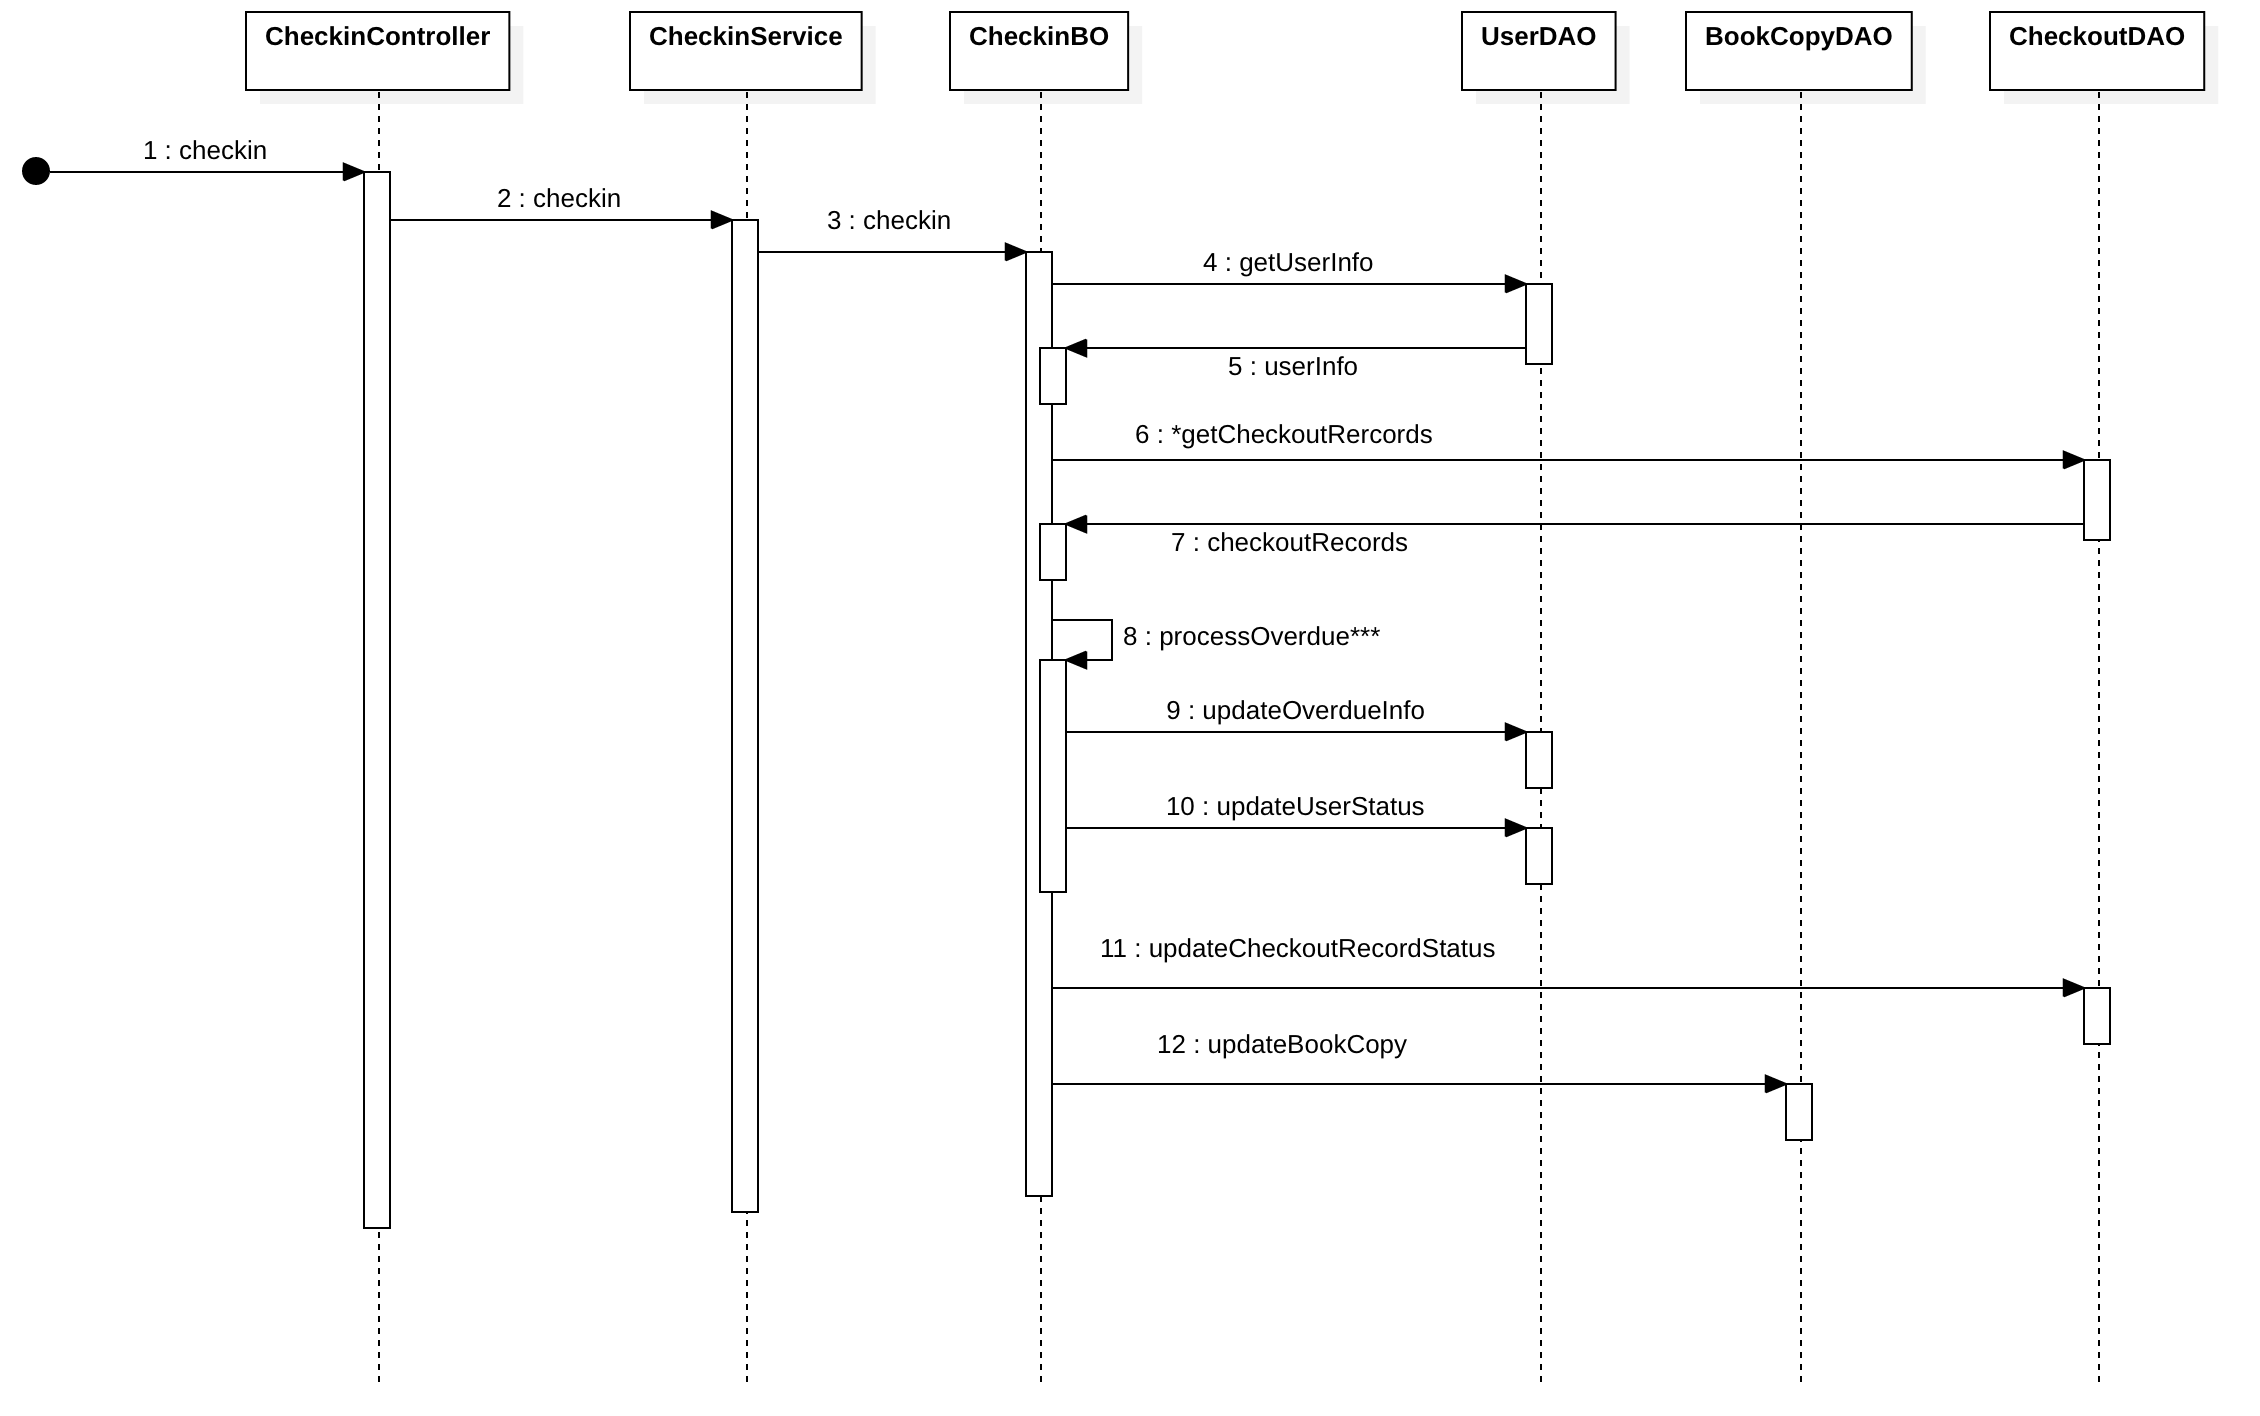 CheckinController
CheckinService
CheckinBO
UserDAO
BookCopyDAO
CheckoutDAO
1 : checkin
2 : checkin
3 : checkin
4 : getUserInfo
5 : userInfo
6 : *getCheckoutRercords
7 : checkoutRecords
8 : processOverdue***
9 : updateOverdueInfo
10 : updateUserStatus
11 : updateCheckoutRecordStatus
12 : updateBookCopy